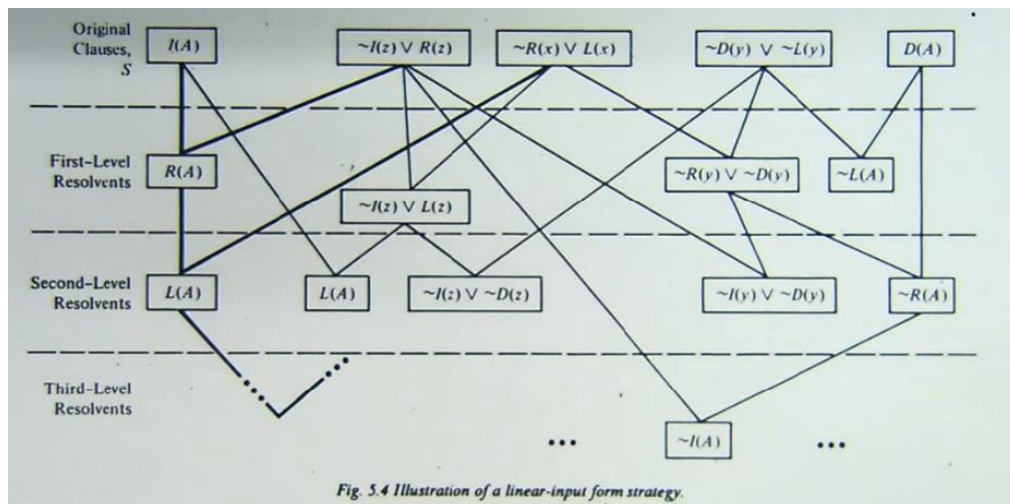 Original
Clauses,
S
I(A)
~I(z) ∨ R(z)
~R(x) ∨ L(x)
~D(y) ∨ ~L(y)
D(A)
First-Level
Resolvents
R(A)
~R(y) ∨ ~D(y)
~L(A)
~I(z) ∨ L(z)
Second-Level
Resolvents
L(A)
L(A)
~I(z) ∨ ~D(z)
~I(y) ∨ ~D(y)
~R(A)
Third-Level
Resolvents
~I(A)
Fig. 5.4 Illustration of a linear-input form strategy.